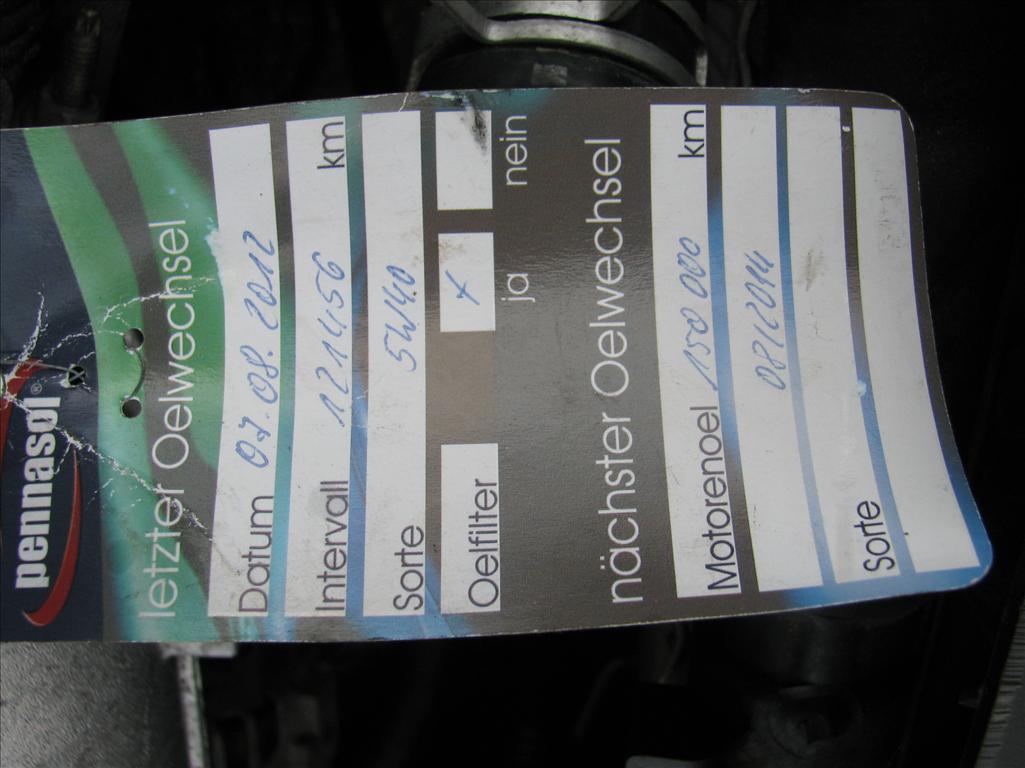 pennasol®
letzter Oelwechsel
Datum 07.08.2012
Intervall 121456 km
Sorte 5W40
Oelfilter x
ja nein
nächster Oelwechsel
Motorenoel 150 000 km
08/2014
Sorte